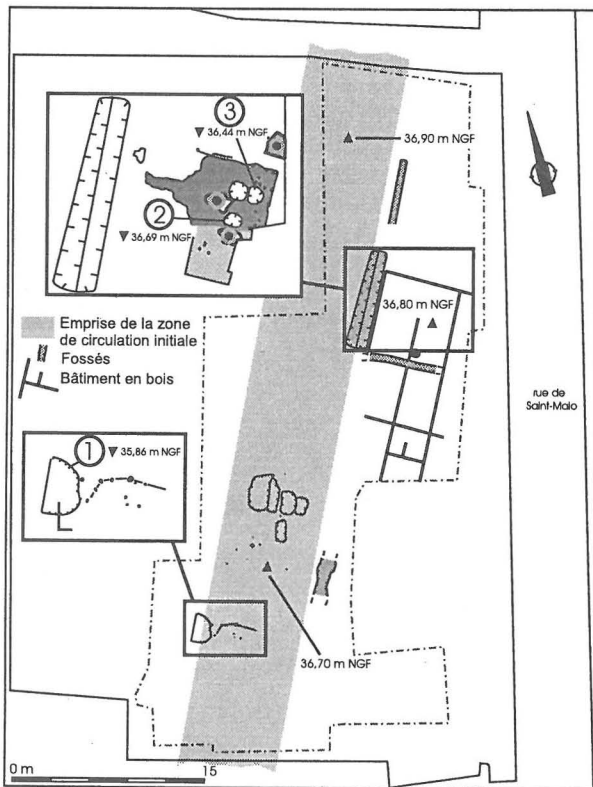 3
36,44 m NGF
36,90 m NGF
2
36,69 m NGF
36,80 m NGF
Emprise de la zone
de circulation initiale
Fossés
Bâtiment en bois
rue de
Saint-Malo
1
35,86 m NGF
36,70 m NGF
0 m
15